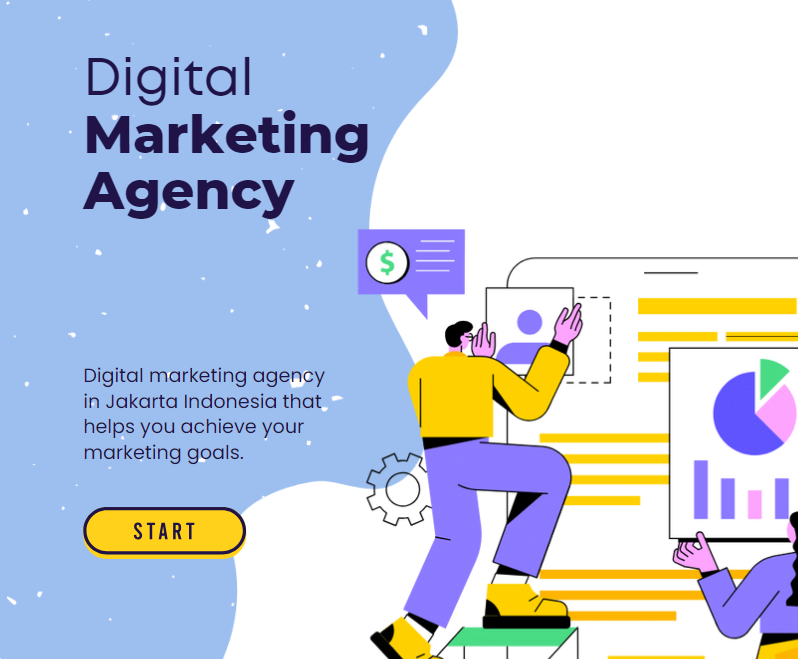 Digital
Marketing
Agency
$
Digital marketing agency
in Jakarta Indonesia that
helps you achieve your
marketing goals.
START